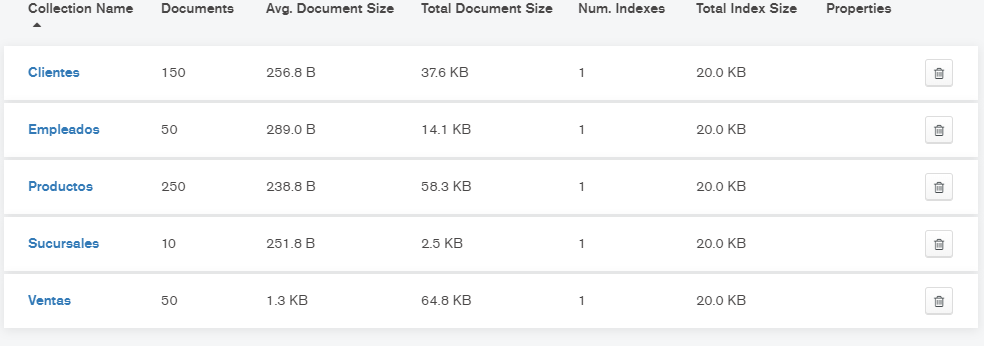 Collection Name Documents Avg. Document Size Total Document Size Num. Indexes Total Index Size Properties
Clientes 150 256.8 B 37.6 KB 1 20.0 KB
Empleados 50 289.0 B 14.1 KB 1 20.0 KB
Productos 250 238.8 B 58.3 KB 1 20.0 KB
Sucursales 10 251.8 B 2.5 KB 1 20.0 KB
Ventas 50 1.3 KB 64.8 KB 1 20.0 KB